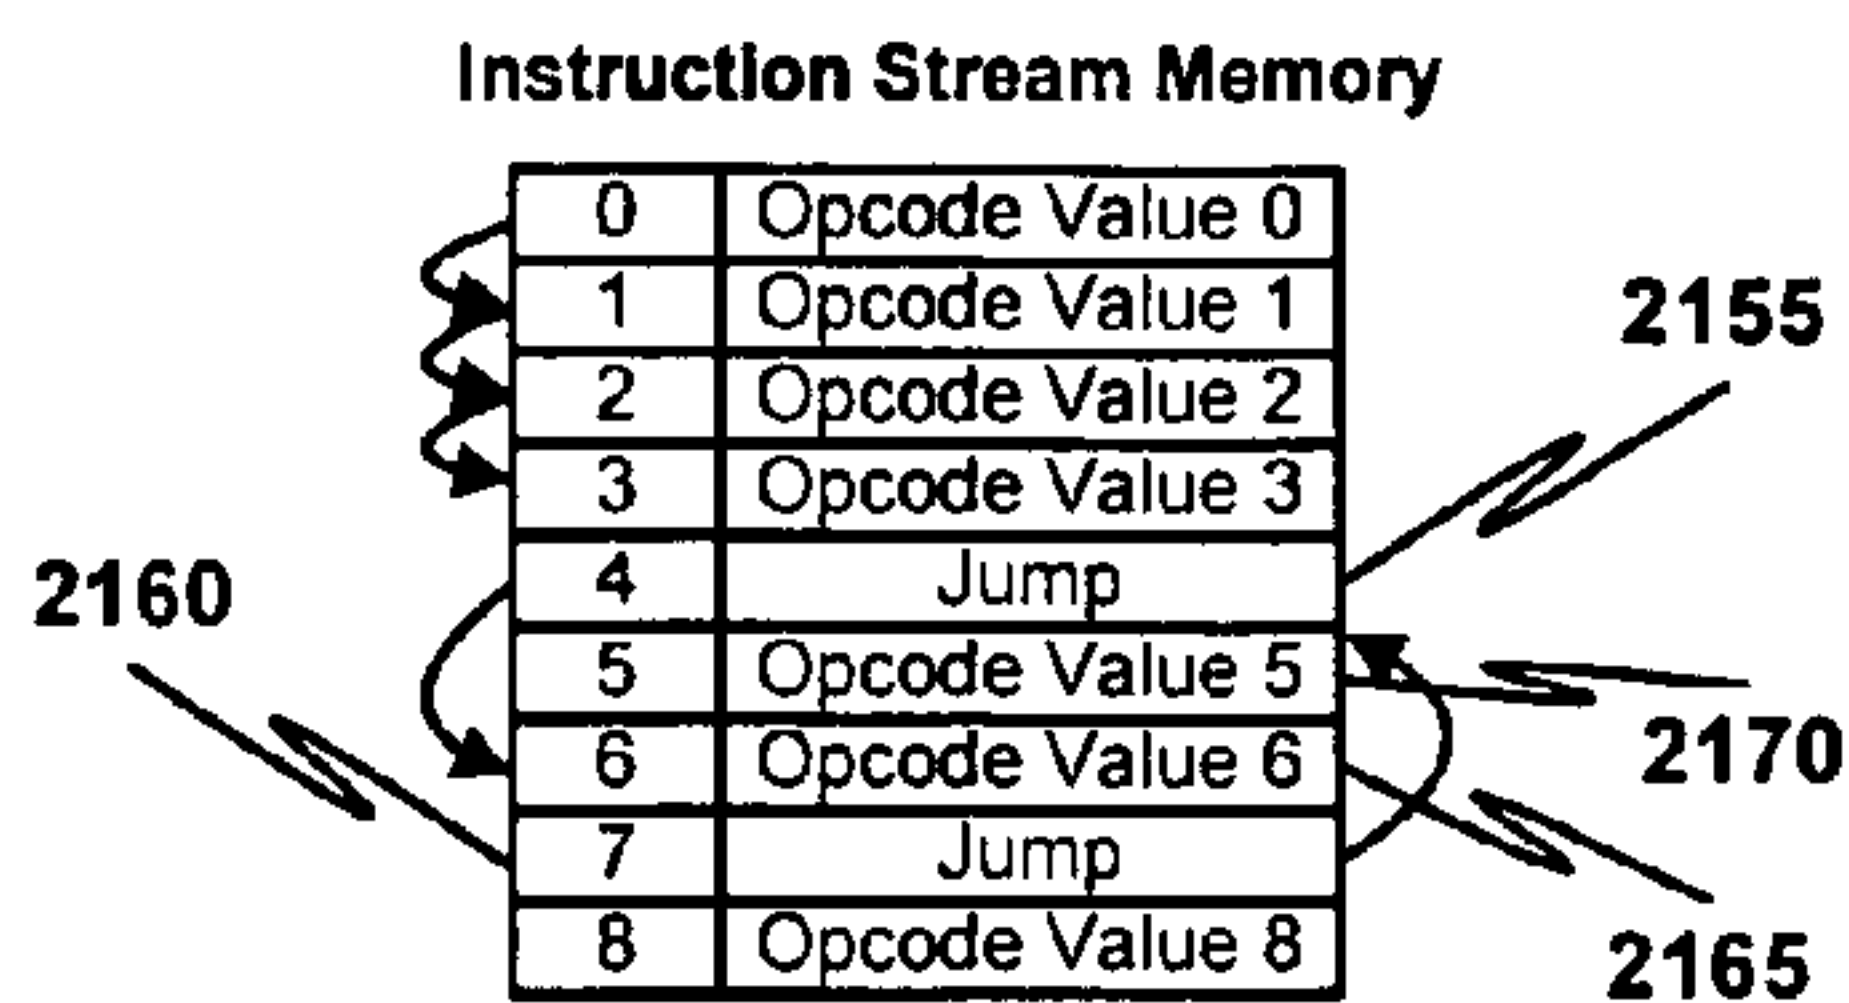 Instruction Stream Memory
0 Opcode Value 0
1 Opcode Value 1
2155
2 Opcode Value 2
3 Opcode Value 3
2160
4 Jump
5 Opcode Value 5
2170
6 Opcode Value 6
7 Jump
8 Opcode Value 8
2165